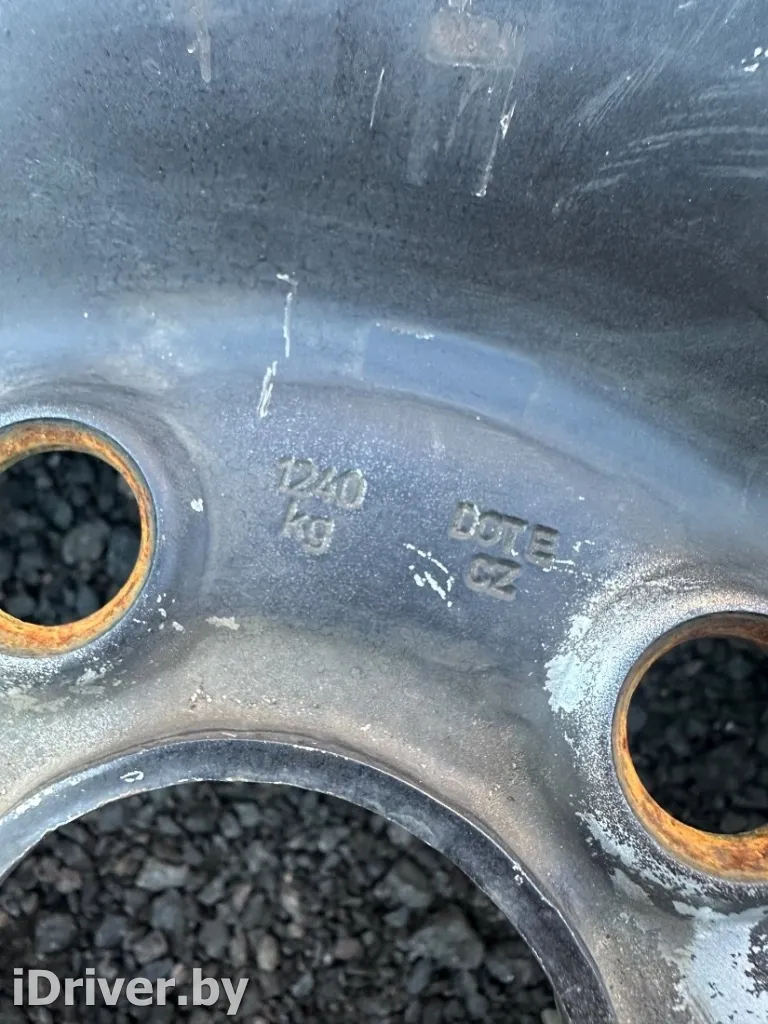 1240
kg
DOT E
CZ
iDriver.by